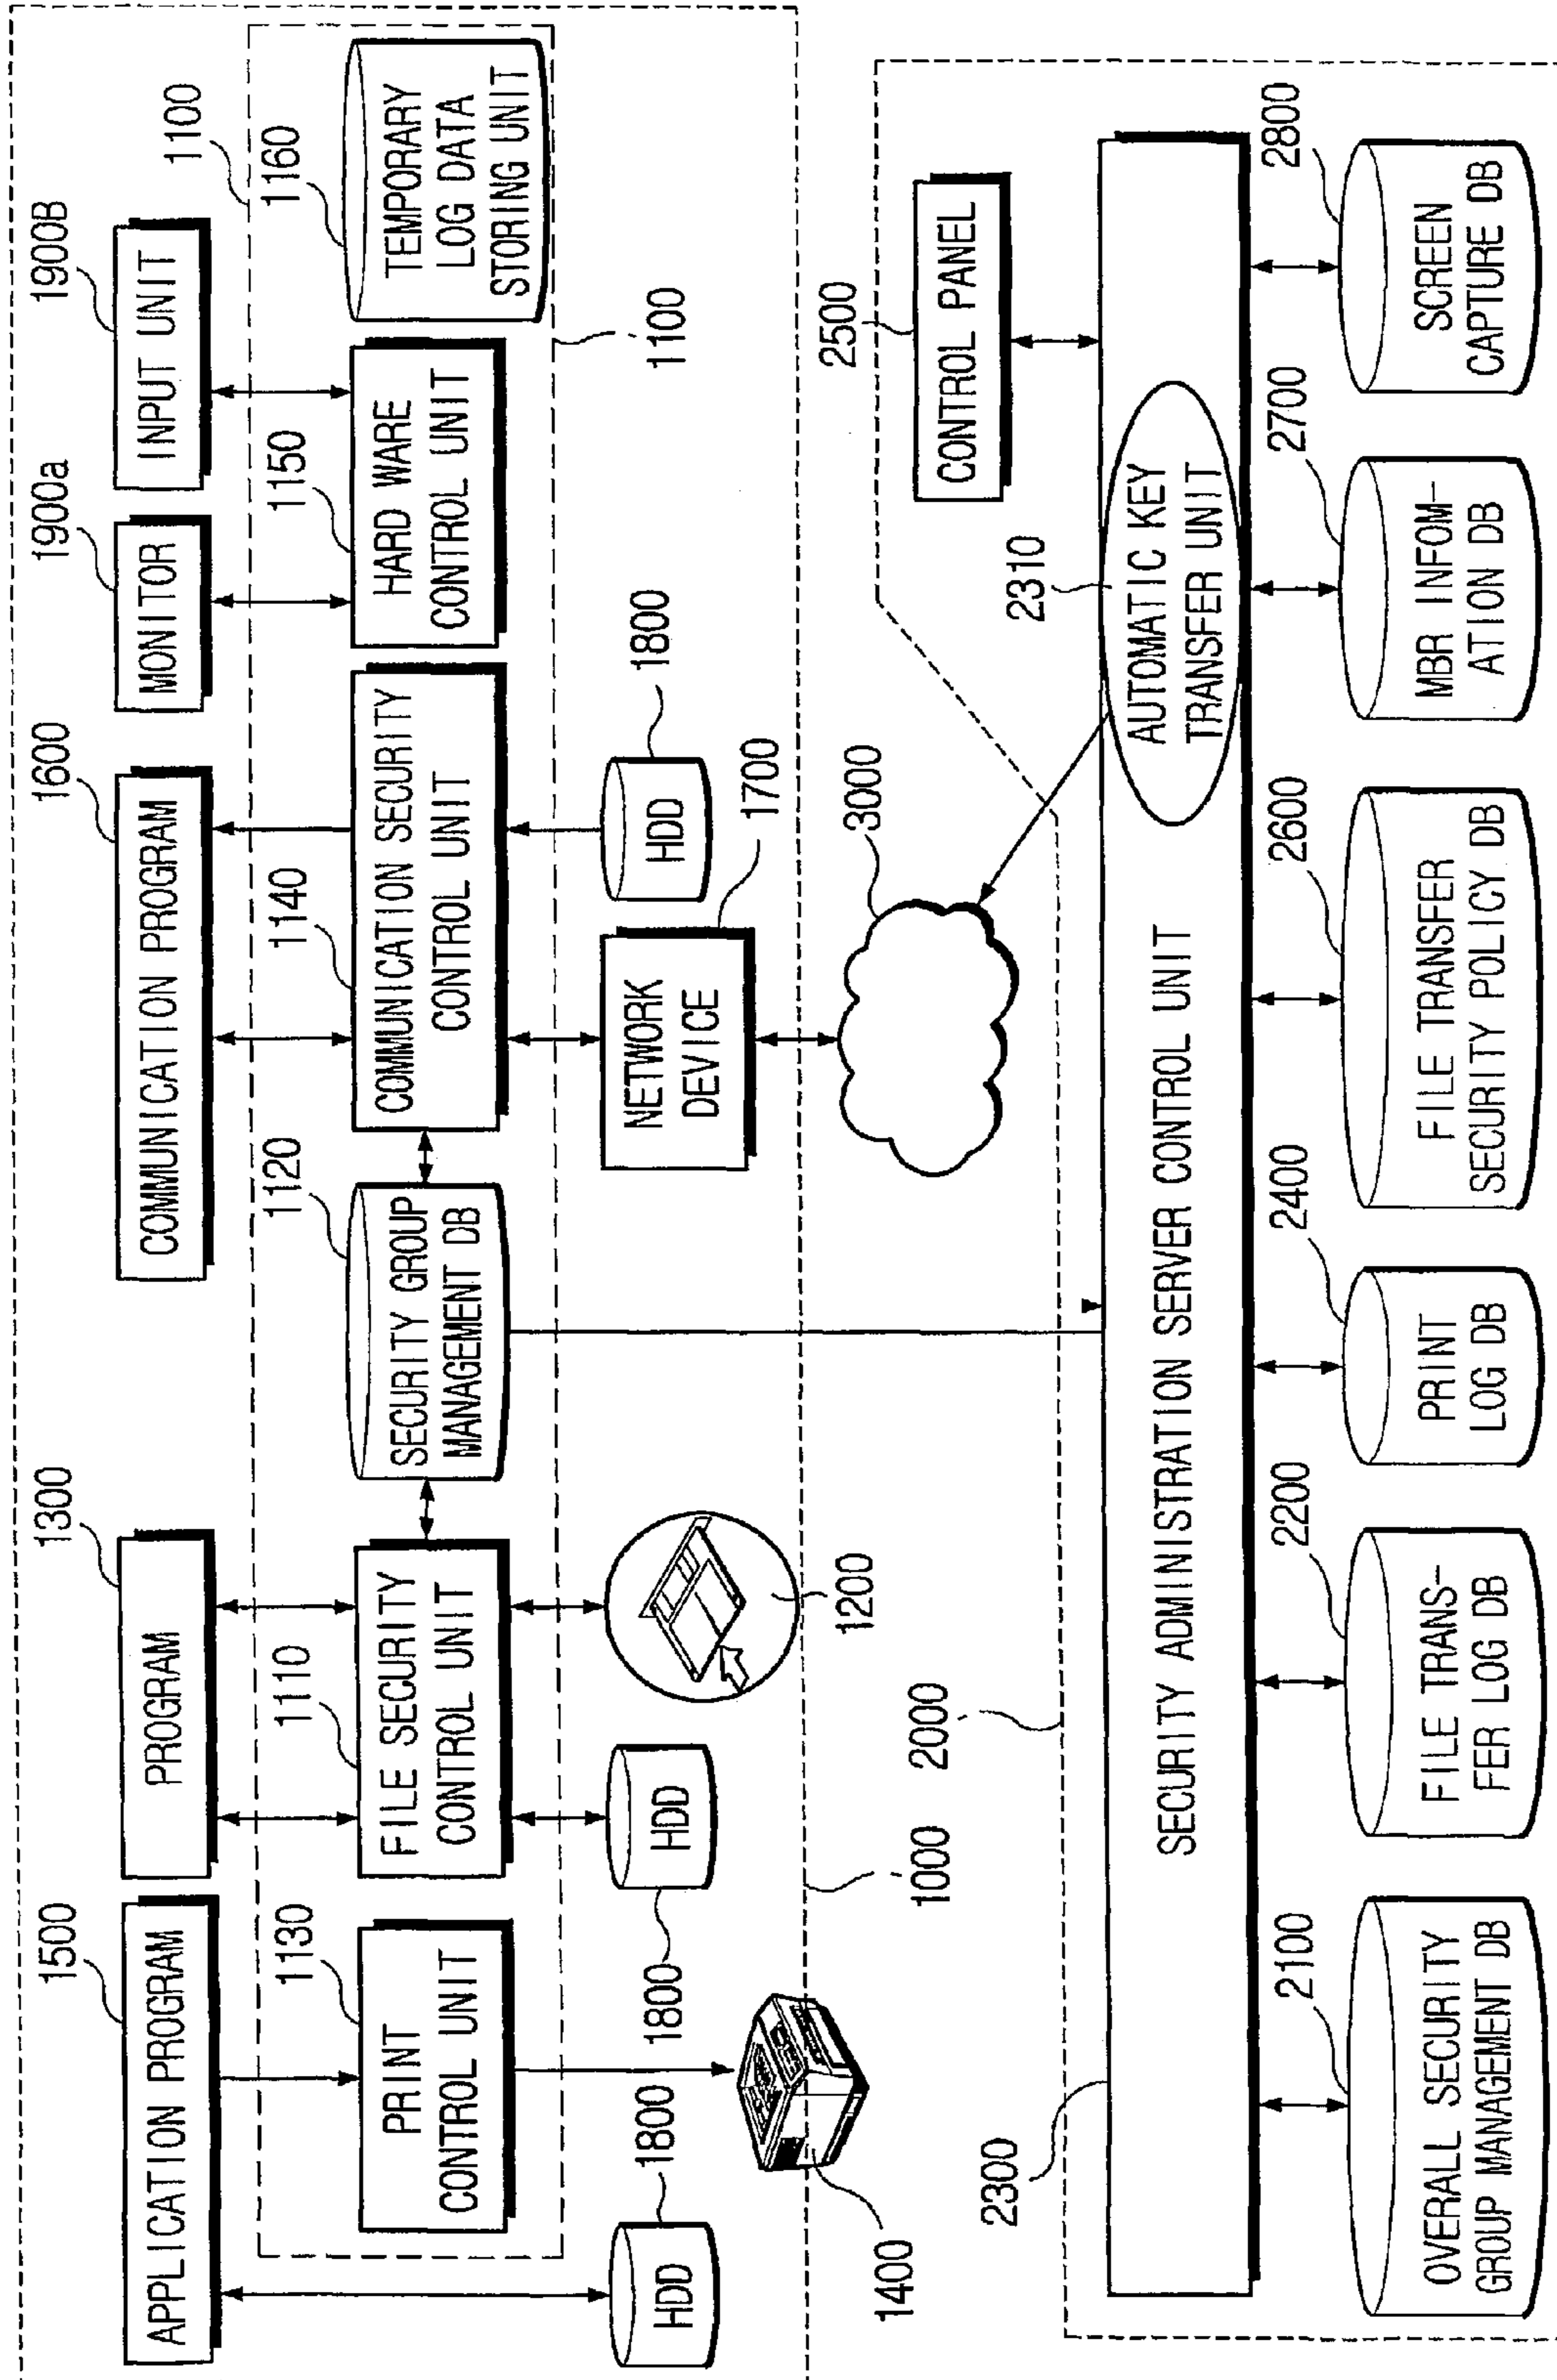 1500
APPLICATION PROGRAM
1300
PROGRAM
1600
COMMUNICATION PROGRAM
1900a
MONITOR
1900B
INPUT UNIT
1100
1130
PRINT
CONTROL UNIT
1110
FILE SECURITY
CONTROL UNIT
1120
SECURITY GROUP
MANAGEMENT DB
1140
COMMUNICATION SECURITY
CONTROL UNIT
1150
HARD WARE
CONTROL UNIT
1160
TEMPORARY
LOG DATA
STORING UNIT
1100
HDD
1800
1400
HDD
1800
1200
1000
NETWORK
DEVICE
1700
HDD
1800
3000
2000
2500
CONTROL PANEL
2300
SECURITY ADMINISTRATION SERVER CONTROL UNIT
2310
AUTOMATIC KEY
TRANSFER UNIT
2100
OVERALL SECURITY
GROUP MANAGEMENT DB
2200
FILE TRANS-
FER LOG DB
2400
PRINT
LOG DB
2600
FILE TRANSFER
SECURITY POLICY DB
2700
MBR INFOM-
ATION DB
2800
SCREEN
CAPTURE DB